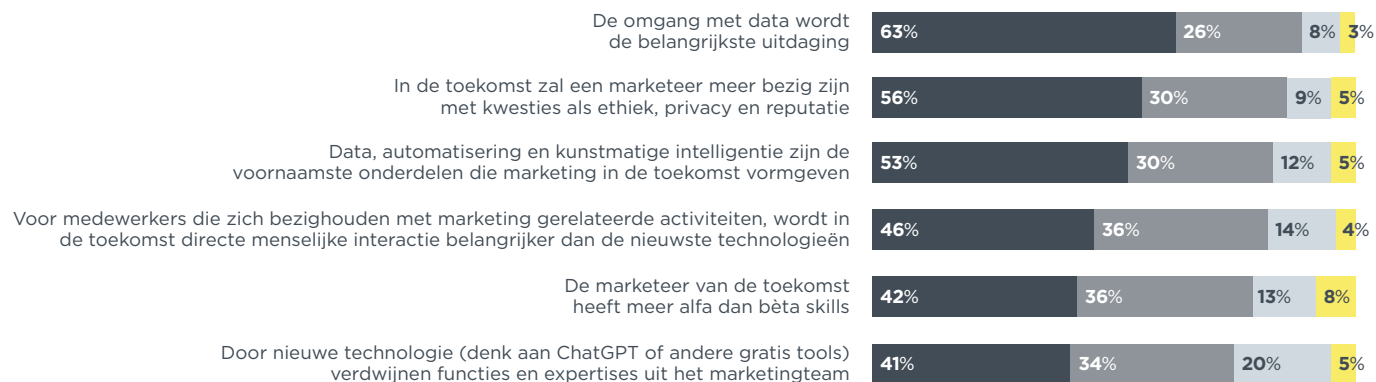 De omgang met data wordt
de belangrijkste uitdaging
63% 26% 8% 3%
In de toekomst zal een marketeer meer bezig zijn
met kwesties als ethiek, privacy en reputatie
56% 30% 9% 5%
Data, automatisering en kunstmatige intelligentie zijn de
voornaamste onderdelen die marketing in de toekomst vormgeven
53% 30% 12% 5%
Voor medewerkers die zich bezighouden met marketing gerelateerde activiteiten, wordt in
de toekomst directe menselijke interactie belangrijker dan de nieuwste technologieën
46% 36% 14% 4%
De marketeer van de toekomst
heeft meer alfa dan bèta skills
42% 36% 13% 8%
Door nieuwe technologie (denk aan ChatGPT of andere gratis tools)
verdwijnen functies en expertises uit het marketingteam
41% 34% 20% 5%